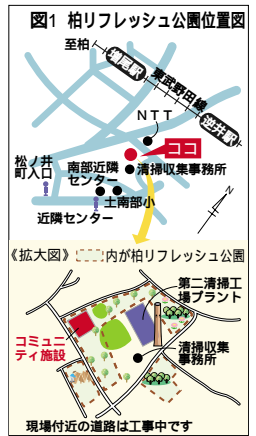 図1 柏リフレッシュ公園位置図
至柏
増尾駅
東武野田線
逆井駅
NTT
ココ
清掃収集事務所
松ノ井
町入口
南部近隣
センター
土南部小
近隣センター
N
《拡大図》 内が柏リフレッシュ公園
第二清掃工
場プラント
コミュニ
ティ施設
清掃収集
事務所
現場付近の道路は工事中です